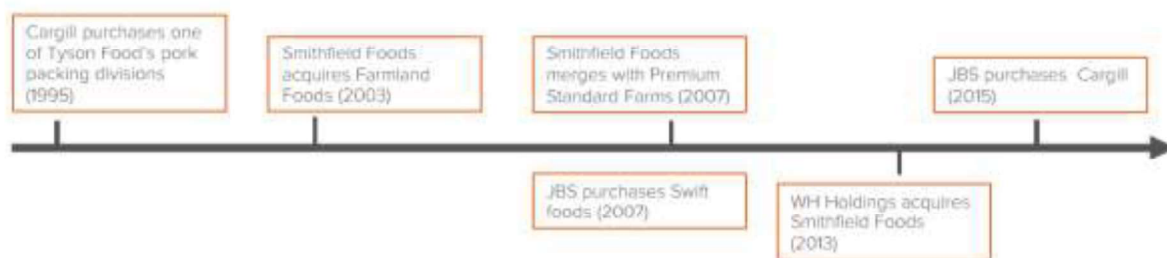 Cargill purchases one
of Tyson Food's pork
packing divisions
(1995)
Smithfield Foods
acquires Farmland
Foods (2003)
Smithfield Foods
merges with Premium
Standard Farms (2007)
JBS purchases Swift
foods (2007)
WH Holdings acquires
Smithfield Foods
(2013)
JBS purchases Cargill
(2015)